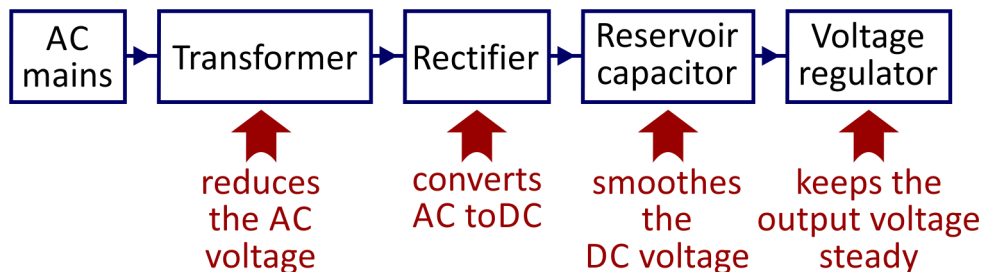 AC
mains
Transformer
Rectifier
Reservoir
capacitor
Voltage
regulator
reduces
the AC
voltage
converts
AC toDC
smoothes
the
DC voltage
keeps the
output voltage
steady